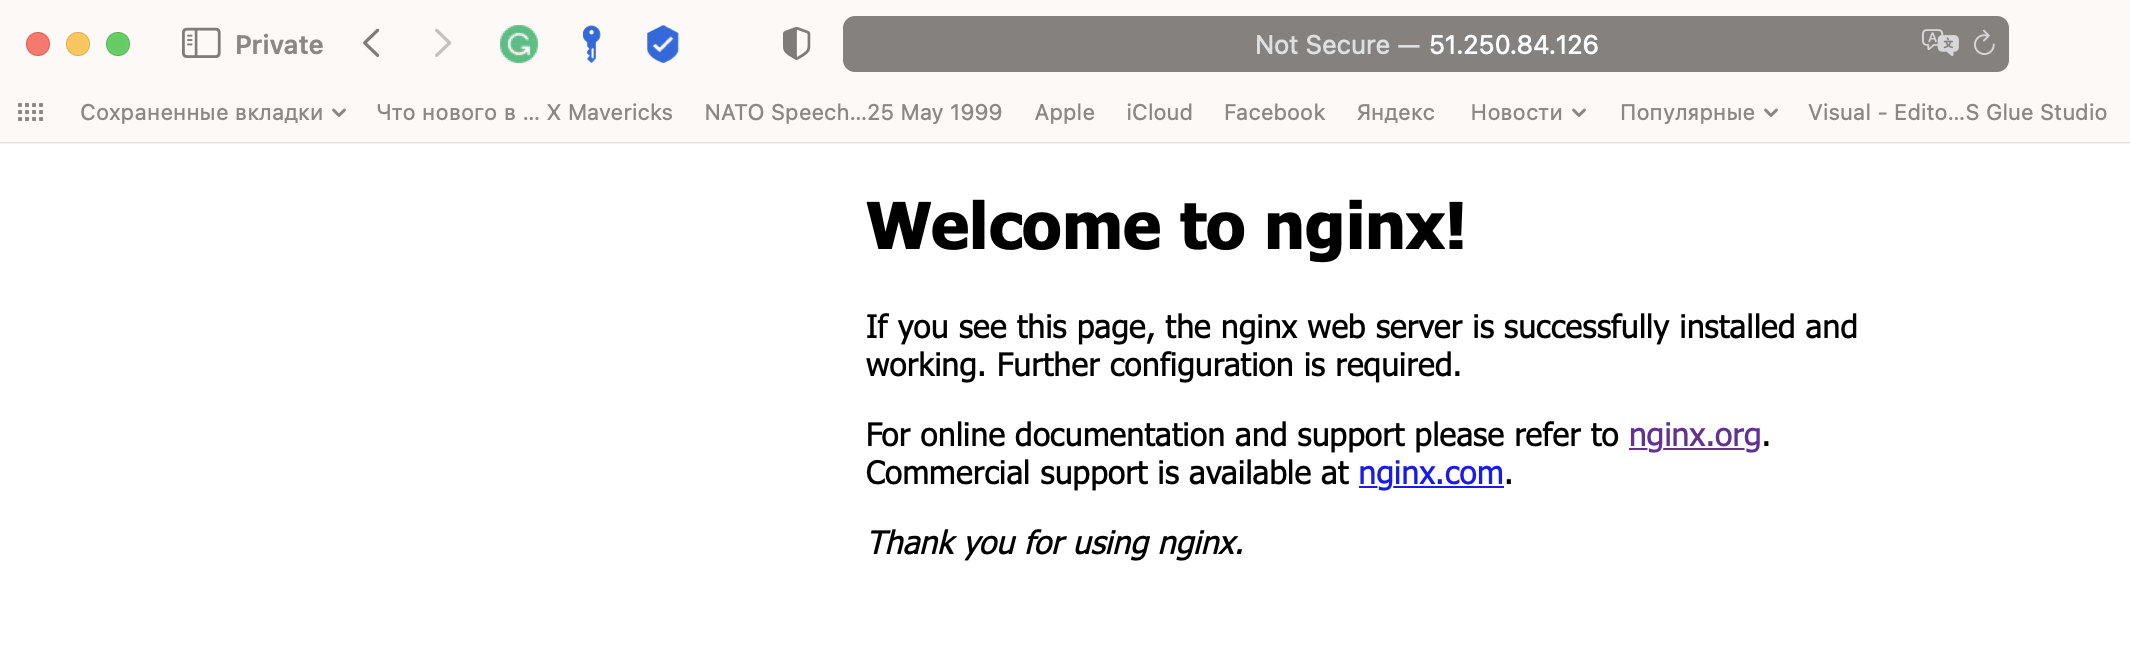 Private
Not Secure — 51.250.84.126
Сохраненные вкладки Что нового в ... X Mavericks NATO Speech...25 May 1999 Apple iCloud Facebook Яндекс Новости Популярные Visual - Edito...S Glue Studio
Welcome to nginx!
If you see this page, the nginx web server is successfully installed and
working. Further configuration is required.
For online documentation and support please refer to nginx.org.
Commercial support is available at nginx.com.
Thank you for using nginx.